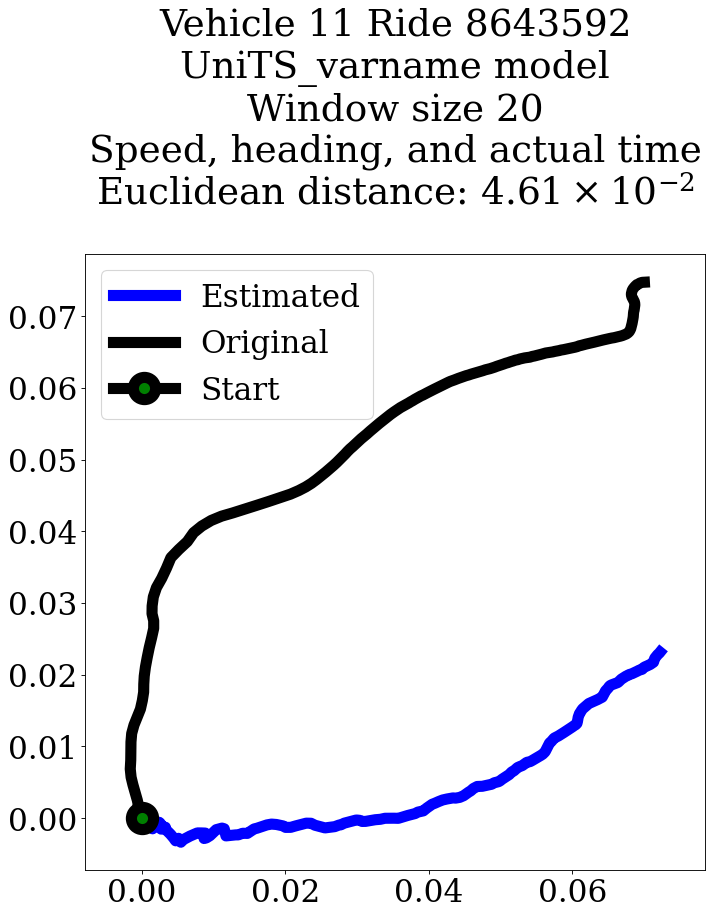 Vehicle 11 Ride 8643592
UniTS_varname model
Window size 20
Speed, heading, and actual time
Euclidean distance: 4.61 × 10⁻²
Estimated
Original
Start
0.07
0.06
0.05
0.04
0.03
0.02
0.01
0.00
0.00 0.02 0.04 0.06